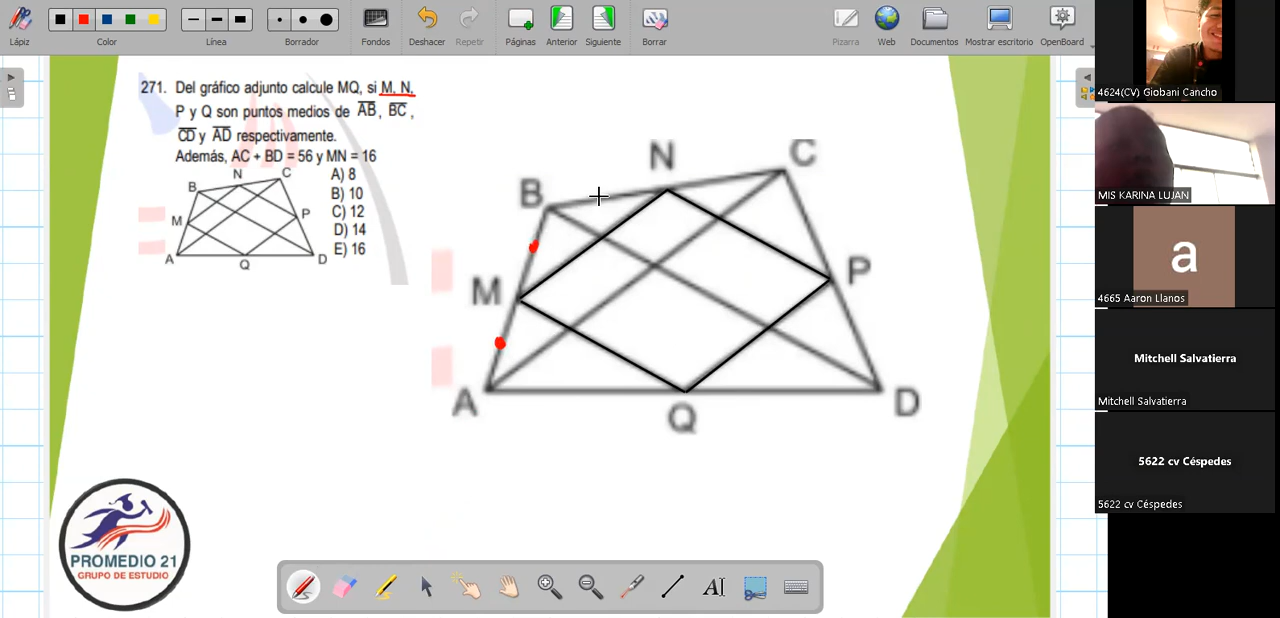 Lápiz
Color
Línea
Borrador
Fondos
Deshacer
Repetir
Páginas
Anterior
Siguiente
Borrar
Pizarra
Web
Documentos
Mostrar escritorio
OpenBoard
271. Del gráfico adjunto calcule MQ, si M, N,
P y Q son puntos medios de AB, BC,
CD y AD respectivamente.
Además, AC + BD = 56 y MN = 16
A) 8
B) 10
C) 12
D) 14
E) 16
B
N
C
M
P
A
Q
D
B
N
C
M
P
A
Q
D
PROMEDIO 21
GRUPO DE ESTUDIO
AI
4624(CV) Giobani Cancho
MIS KARINA LUJAN
a
4665 Aaron Llanos
Mitchell Salvatierra
Mitchell Salvatierra
5622 cv Céspedes
5622 cv Céspedes